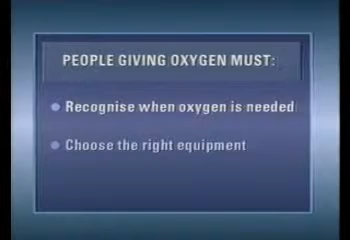 PEOPLE GIVING OXYGEN MUST:
Recognise when oxygen is needed
Choose the right equipment